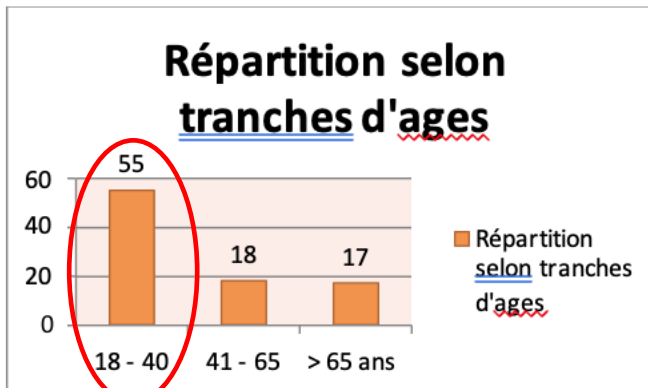 Répartition selon
tranches d'ages
55
60
40
20
0
18
17
18 - 40
41 - 65
> 65 ans
Répartition
selon tranches
d'ages